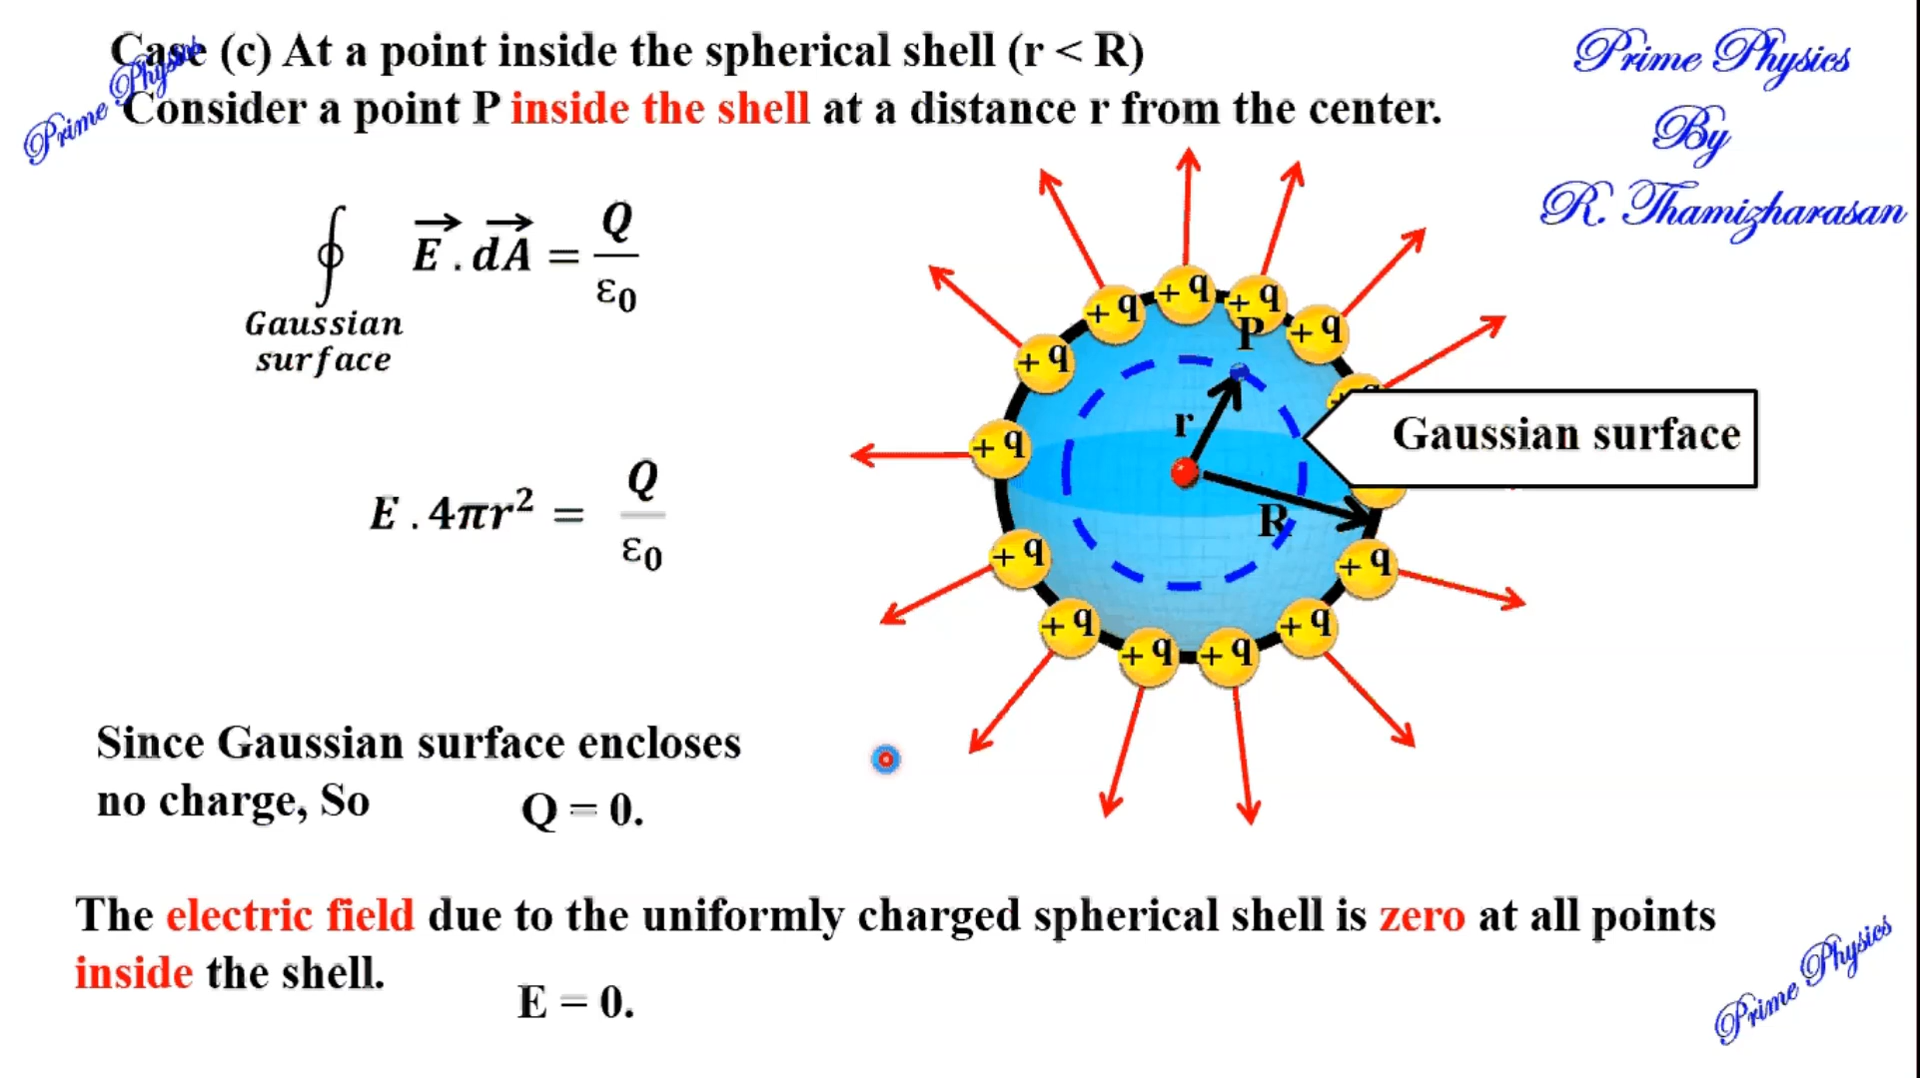 Case (c) At a point inside the spherical shell (r < R)
Consider a point P inside the shell at a distance r from the center.
Prime Physics
Prime Physics
By
R. Thamizharasan
∮ E⃗ . dA⃗ = Q/ε₀
Gaussian
surface
E . 4πr² = Q/ε₀
+q
+q
+q
+q
+q
P
+q
r
Gaussian surface
R
+q
+q
+q
+q
+q
+q
+q
Since Gaussian surface encloses
no charge, So Q = 0.
The electric field due to the uniformly charged spherical shell is zero at all points
inside the shell.
E = 0.
Prime Physics